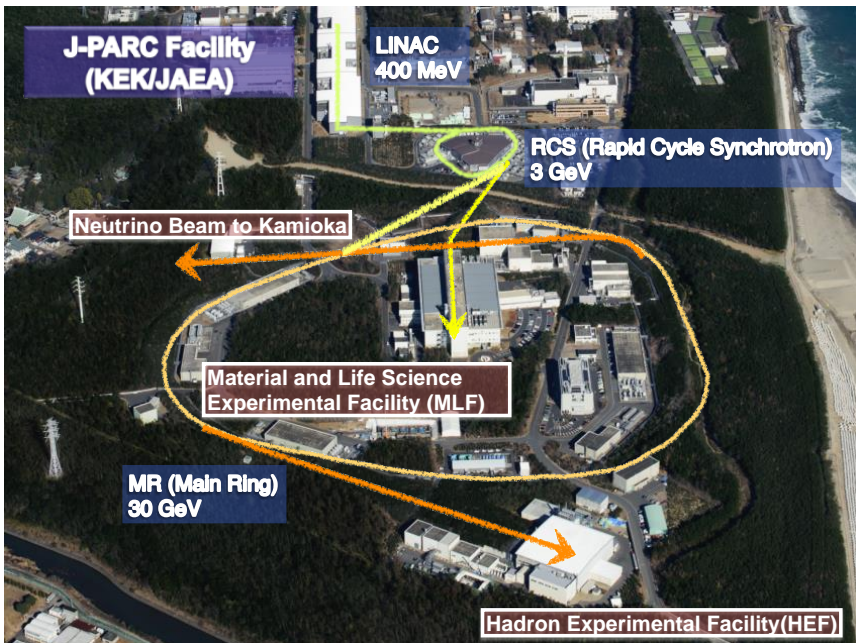 J-PARC Facility
(KEK/JAEA)
LINAC
400 MeV
RCS (Rapid Cycle Synchrotron)
3 GeV
Neutrino Beam to Kamioka
Material and Life Science
Experimental Facility (MLF)
MR (Main Ring)
30 GeV
Hadron Experimental Facility(HEF)